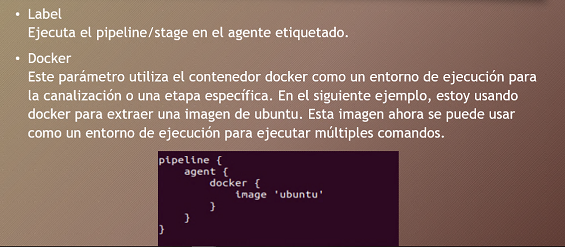 • Label
Ejecuta el pipeline/stage en el agente etiquetado.
• Docker
Este parámetro utiliza el contenedor docker como un entorno de ejecución para
la canalización o una etapa específica. En el siguiente ejemplo, estoy usando
docker para extraer una imagen de ubuntu. Esta imagen ahora se puede usar
como un entorno de ejecución para ejecutar múltiples comandos.
pipeline {
    agent {
        docker {
            image 'ubuntu'
        }
    }
}